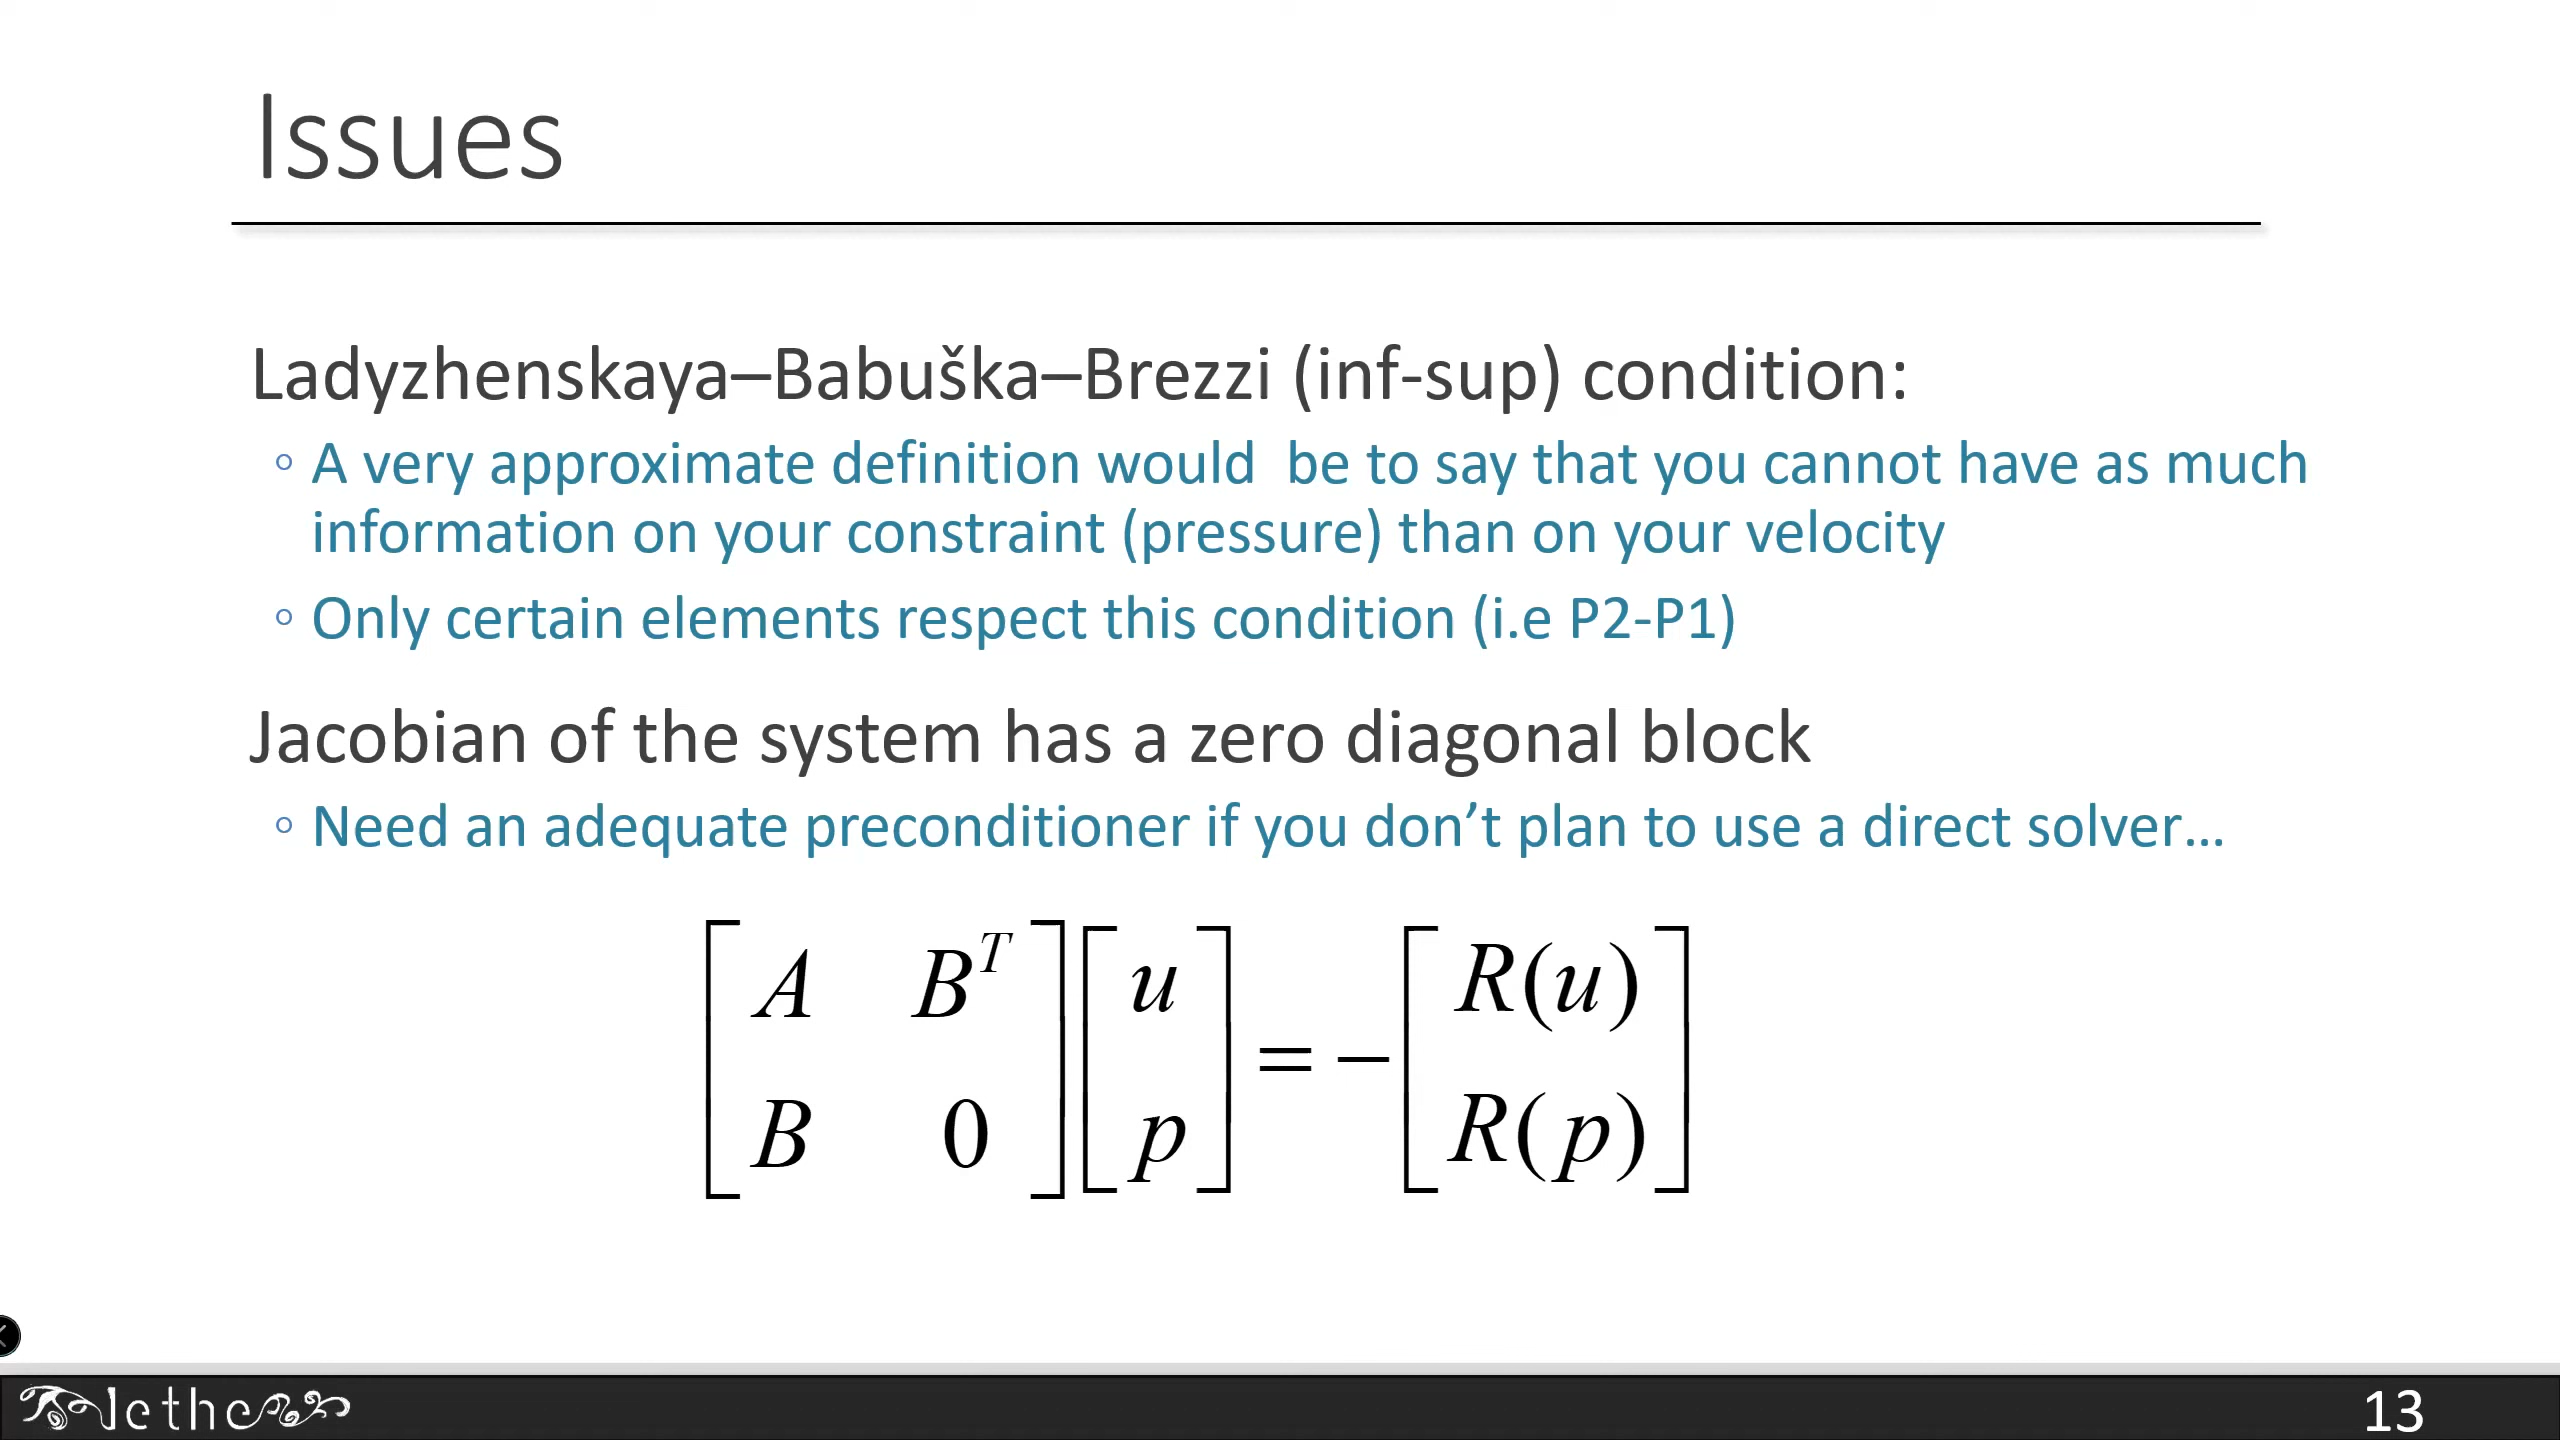 Issues
Ladyzhenskaya–Babuška–Brezzi (inf-sup) condition:
◦ A very approximate definition would  be to say that you cannot have as much
information on your constraint (pressure) than on your velocity
◦ Only certain elements respect this condition (i.e P2-P1)
Jacobian of the system has a zero diagonal block
◦ Need an adequate preconditioner if you don’t plan to use a direct solver…
[A B^T; B 0] [u; p] = − [R(u); R(p)]
lethe
13